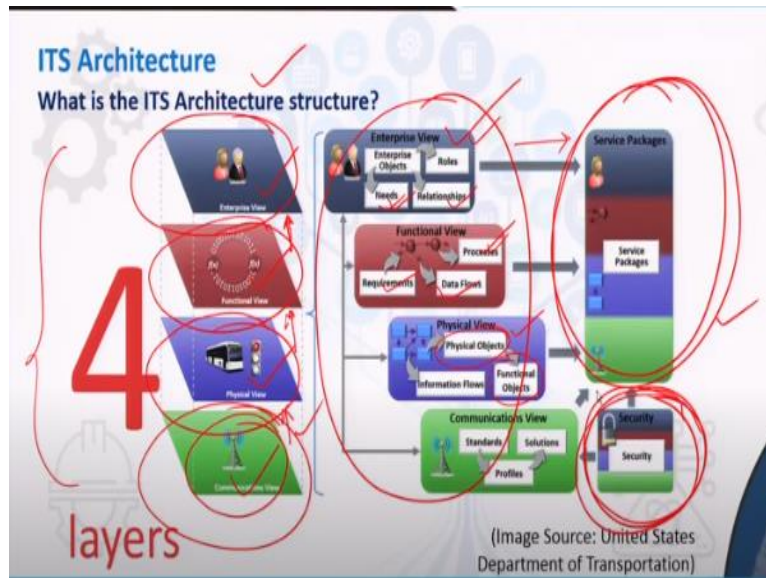 ITS Architecture
What is the ITS Architecture structure?
4
layers
Enterprise View
Functional View
f(x)
f(x)
Physical View
Communications View
Enterprise View
Enterprise Objects
Roles
Needs
Relationships
Functional View
Processes
Requirements
Data Flows
Physical View
Physical Objects
Information Flows
Functional Objects
Communications View
Standards
Solutions
Profiles
Service Packages
Service Packages
Security
Security
(Image Source: United States
Department of Transportation)